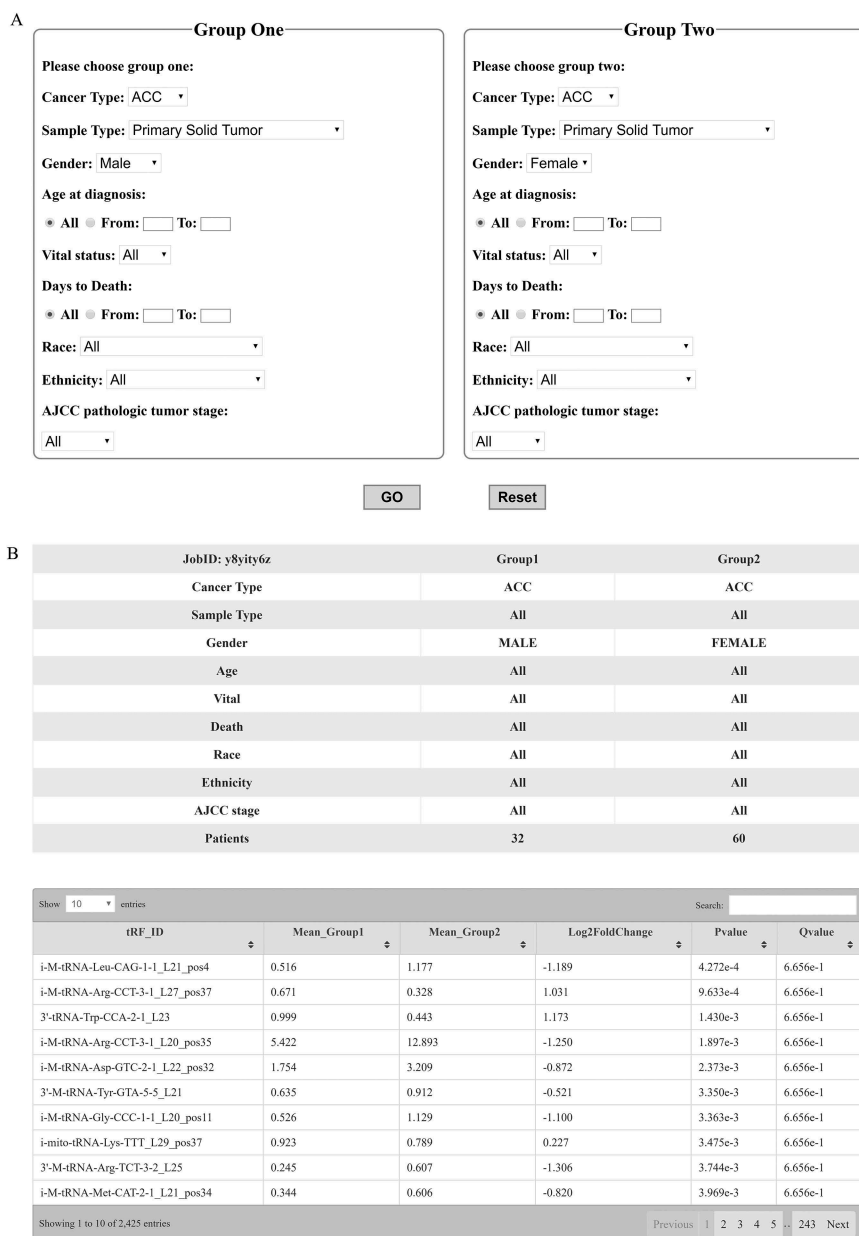 A
Group One
Please choose group one:
Cancer Type: ACC
Sample Type: Primary Solid Tumor
Gender: Male
Age at diagnosis:
All From: To:
Vital status: All
Days to Death:
All From: To:
Race: All
Ethnicity: All
AJCC pathologic tumor stage:
All
Group Two
Please choose group two:
Cancer Type: ACC
Sample Type: Primary Solid Tumor
Gender: Female
Age at diagnosis:
All From: To:
Vital status: All
Days to Death:
All From: To:
Race: All
Ethnicity: All
AJCC pathologic tumor stage:
All
GO Reset
B
JobID: y8yity6z Group1 Group2
Cancer Type ACC ACC
Sample Type All All
Gender MALE FEMALE
Age All All
Vital All All
Death All All
Race All All
Ethnicity All All
AJCC stage All All
Patients 32 60
Show 10 entries Search:
tRF_ID Mean_Group1 Mean_Group2 Log2FoldChange Pvalue Qvalue
i-M-tRNA-Leu-CAG-1-1_L21_pos4 0.516 1.177 -1.189 4.272e-4 6.656e-1
i-M-tRNA-Arg-CCT-3-1_L27_pos37 0.671 0.328 1.031 9.633e-4 6.656e-1
3'-tRNA-Trp-CCA-2-1_L23 0.999 0.443 1.173 1.430e-3 6.656e-1
i-M-tRNA-Arg-CCT-3-1_L20_pos35 5.422 12.893 -1.250 1.897e-3 6.656e-1
i-M-tRNA-Asp-GTC-2-1_L22_pos32 1.754 3.209 -0.872 2.373e-3 6.656e-1
3'-M-tRNA-Tyr-GTA-5-5_L21 0.635 0.912 -0.521 3.350e-3 6.656e-1
i-M-tRNA-Gly-CCC-1-1_L20_pos11 0.526 1.129 -1.100 3.363e-3 6.656e-1
i-mito-tRNA-Lys-TTT_L29_pos37 0.923 0.789 0.227 3.475e-3 6.656e-1
3'-M-tRNA-Arg-TCT-3-2_L25 0.245 0.607 -1.306 3.744e-3 6.656e-1
i-M-tRNA-Met-CAT-2-1_L21_pos34 0.344 0.606 -0.820 3.969e-3 6.656e-1
Showing 1 to 10 of 2,425 entries Previous 1 2 3 4 5 .. 243 Next